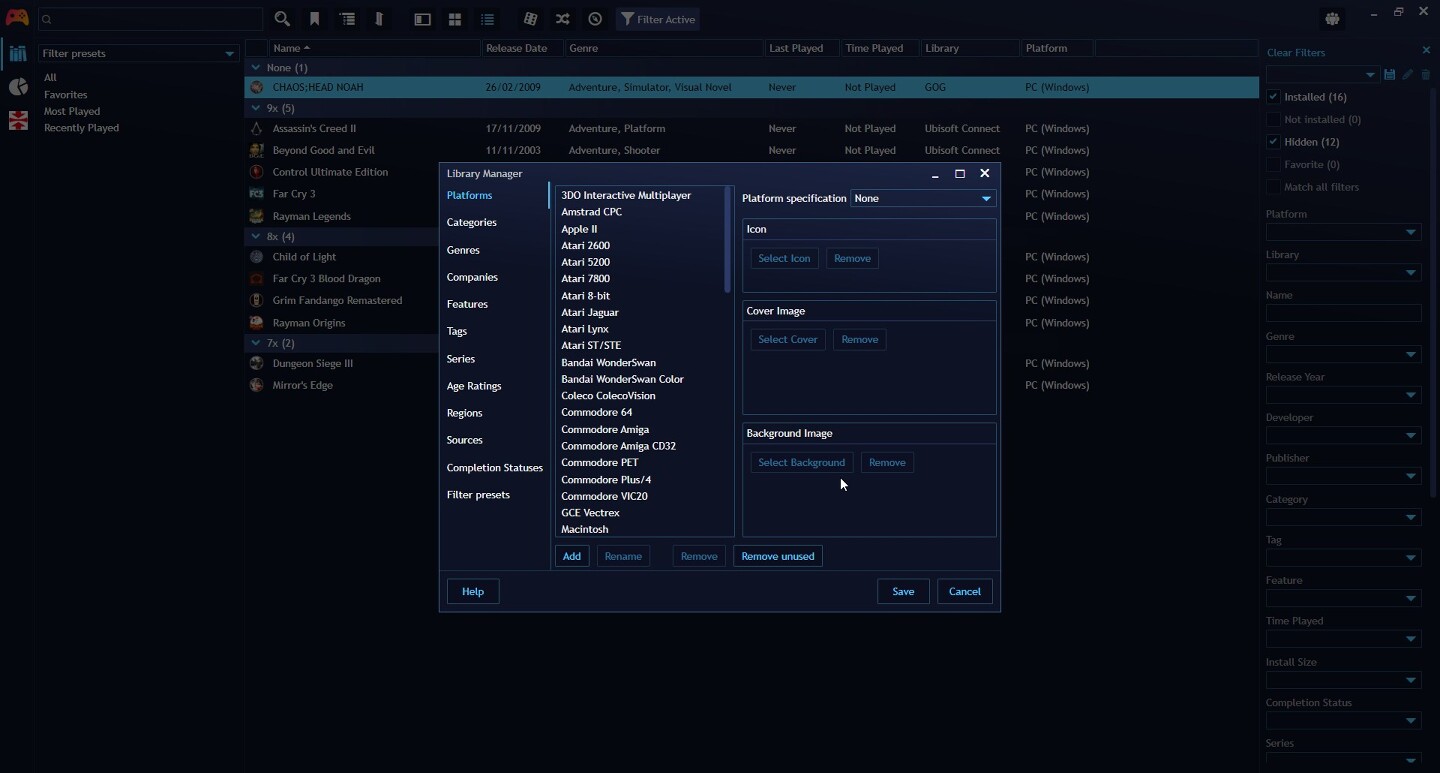 Filter Active
Filter presets
All
Favorites
Most Played
Recently Played
Name
Release Date
Genre
Last Played
Time Played
Library
Platform
None (1)
CHAOS;HEAD NOAH 26/02/2009 Adventure, Simulator, Visual Novel Never Not Played GOG PC (Windows)
9x (5)
Assassin's Creed II 17/11/2009 Adventure, Platform Never Not Played Ubisoft Connect PC (Windows)
Beyond Good and Evil 11/11/2003 Adventure, Shooter Never Not Played Ubisoft Connect PC (Windows)
Control Ultimate Edition PC (Windows)
Far Cry 3 PC (Windows)
Rayman Legends PC (Windows)
8x (4)
Child of Light PC (Windows)
Far Cry 3 Blood Dragon PC (Windows)
Grim Fandango Remastered PC (Windows)
Rayman Origins PC (Windows)
7x (2)
Dungeon Siege III PC (Windows)
Mirror's Edge PC (Windows)
Library Manager
Platforms
Categories
Genres
Companies
Features
Tags
Series
Age Ratings
Regions
Sources
Completion Statuses
Filter presets
3DO Interactive Multiplayer
Amstrad CPC
Apple II
Atari 2600
Atari 5200
Atari 7800
Atari 8-bit
Atari Jaguar
Atari Lynx
Atari ST/STE
Bandai WonderSwan
Bandai WonderSwan Color
Coleco ColecoVision
Commodore 64
Commodore Amiga
Commodore Amiga CD32
Commodore PET
Commodore Plus/4
Commodore VIC20
GCE Vectrex
Macintosh
Platform specification None
Icon
Select Icon Remove
Cover Image
Select Cover Remove
Background Image
Select Background Remove
Add Rename Remove Remove unused
Help Save Cancel
Clear Filters
Installed (16)
Not installed (0)
Hidden (12)
Favorite (0)
Match all filters
Platform
Library
Name
Genre
Release Year
Developer
Publisher
Category
Tag
Feature
Time Played
Install Size
Completion Status
Series